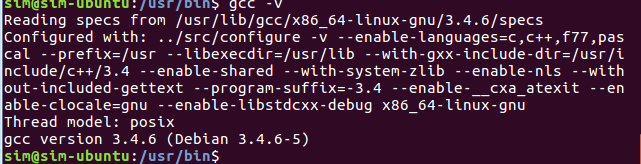 sim@sim-ubuntu:/usr/bin$ gcc -v
Reading specs from /usr/lib/gcc/x86_64-linux-gnu/3.4.6/specs
Configured with: ../src/configure -v --enable-languages=c,c++,f77,pas
cal --prefix=/usr --libexecdir=/usr/lib --with-gxx-include-dir=/usr/i
nclude/c++/3.4 --enable-shared --with-system-zlib --enable-nls --with
out-included-gettext --program-suffix=-3.4 --enable-__cxa_atexit --en
able-clocale=gnu --enable-libstdcxx-debug x86_64-linux-gnu
Thread model: posix
gcc version 3.4.6 (Debian 3.4.6-5)
sim@sim-ubuntu:/usr/bin$